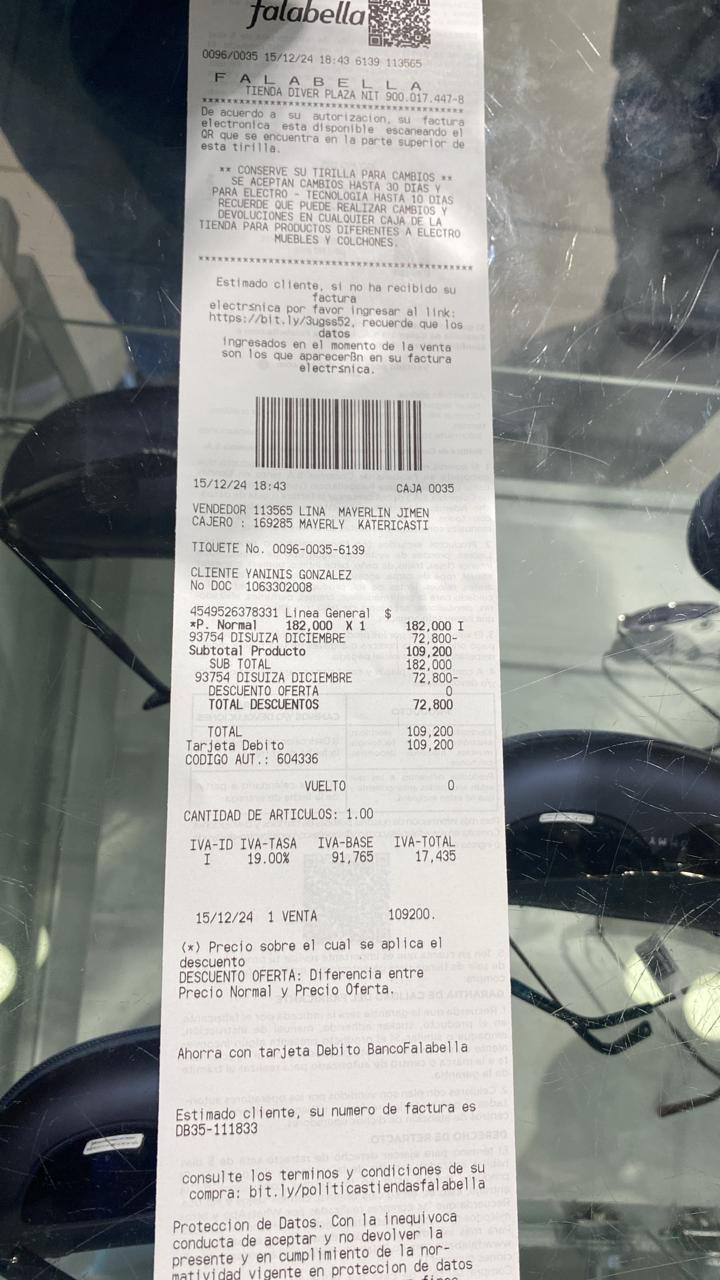 falabella
0096/0035 15/12/24 18:43 6139 113565
F A L A B E L L A
TIENDA DIVER PLAZA NIT 900.017.447-8
*****************************************
De acuerdo a su autorizacion, su factura
electronica esta disponible escaneando el
QR que se encuentra en la parte superior de
esta tirilla.
** CONSERVE SU TIRILLA PARA CAMBIOS **
SE ACEPTAN CAMBIOS HASTA 30 DIAS Y
PARA ELECTRO - TECNOLOGIA HASTA 10 DIAS
RECUERDE QUE PUEDE REALIZAR CAMBIOS Y
DEVOLUCIONES EN CUALQUIER CAJA DE LA
TIENDA PARA PRODUCTOS DIFERENTES A ELECTRO
MUEBLES Y COLCHONES.
*****************************************
Estimado cliente, si no ha recibido su
factura
electrsnica por favor ingresar al link:
https://bit.ly/3ugss52, recuerde que los
datos
ingresados en el momento de la venta
son los que aparecerBn en su factura
electrsnica.
15/12/24 18:43 CAJA 0035
VENDEDOR 113565 LINA MAYERLIN JIMEN
CAJERO : 169285 MAYERLY KATERICASTI
TIQUETE No. 0096-0035-6139
CLIENTE YANINIS GONZALEZ
No DOC 1063302008
4549526378331 Linea General $
*P. Normal 182,000 X 1 182,000 I
93754 DISUIZA DICIEMBRE 72,800-
Subtotal Producto 109,200
SUB TOTAL 182,000
93754 DISUIZA DICIEMBRE 72,800-
DESCUENTO OFERTA 0
TOTAL DESCUENTOS 72,800
TOTAL 109,200
Tarjeta Debito 109,200
CODIGO AUT.: 604336
VUELTO 0
CANTIDAD DE ARTICULOS: 1.00
IVA-ID IVA-TASA IVA-BASE IVA-TOTAL
I 19.00% 91,765 17,435
15/12/24 1 VENTA 109200.
(*) Precio sobre el cual se aplica el
descuento
DESCUENTO OFERTA: Diferencia entre
Precio Normal y Precio Oferta.
Ahorra con tarjeta Debito BancoFalabella
Estimado cliente, su numero de factura es
DB35-111833
consulte los terminos y condiciones de su
compra: bit.ly/politicastiendasfalabella
Proteccion de Datos. Con la inequivoca
conducta de aceptar y no devolver la
presente y en cumplimiento de la nor-
matividad vigente en proteccion de datos